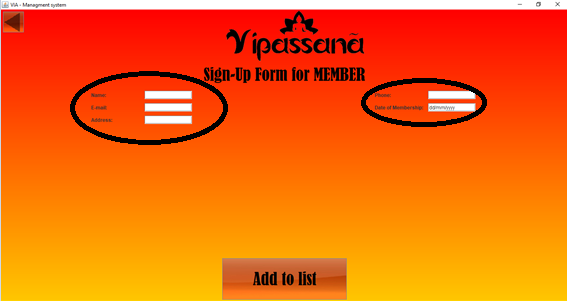 VIA - Managment system
Vipassanā
Sign-Up Form for MEMBER
Name:
E-mail:
Address:
Phone:
Date of Membership: dd/mm/yyyy
Add to list